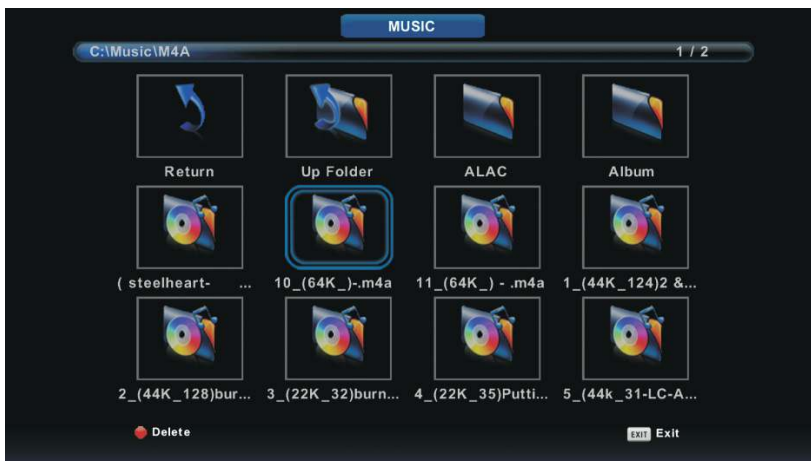 MUSIC
C:\Music\M4A 1 / 2
Return Up Folder ALAC Album
( steelheart- ... 10_(64K_)-.m4a 11_(64K_) - .m4a 1_(44K_124)2 &...
2_(44K_128)bur... 3_(22K_32)burn... 4_(22K_35)Putti... 5_(44k_31-LC-A...
Delete EXIT Exit